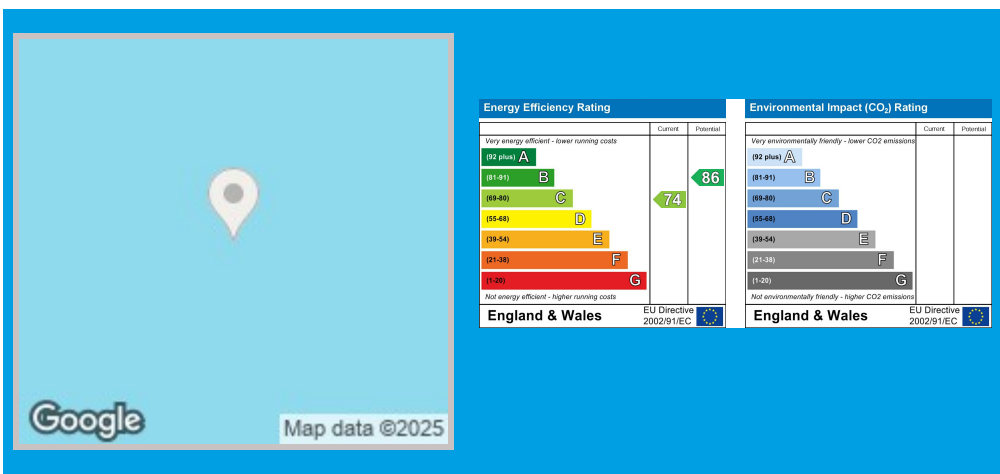 Google
Map data ©2025
Energy Efficiency Rating
Current Potential
Very energy efficient - lower running costs
(92 plus) A
(81-91) B
86
(69-80) C
74
(55-68) D
(39-54) E
(21-38) F
(1-20) G
Not energy efficient - higher running costs
England & Wales
EU Directive
2002/91/EC
Environmental Impact (CO₂) Rating
Current Potential
Very environmentally friendly - lower CO2 emissions
(92 plus) A
(81-91) B
(69-80) C
(55-68) D
(39-54) E
(21-38) F
(1-20) G
Not environmentally friendly - higher CO2 emissions
England & Wales
EU Directive
2002/91/EC